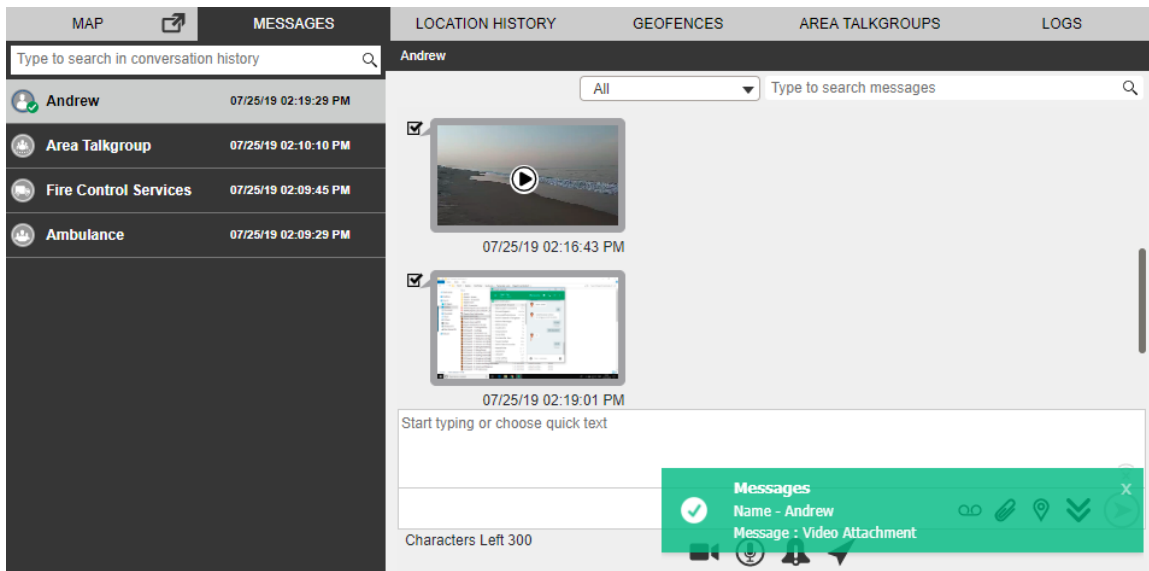 MAP MESSAGES LOCATION HISTORY GEOFENCES AREA TALKGROUPS LOGS
Type to search in conversation history
Andrew 07/25/19 02:19:29 PM
Area Talkgroup 07/25/19 02:10:10 PM
Fire Control Services 07/25/19 02:09:45 PM
Ambulance 07/25/19 02:09:29 PM
Andrew
All Type to search messages
07/25/19 02:16:43 PM
07/25/19 02:19:01 PM
Start typing or choose quick text
Messages X
Name - Andrew
Message : Video Attachment
Characters Left 300